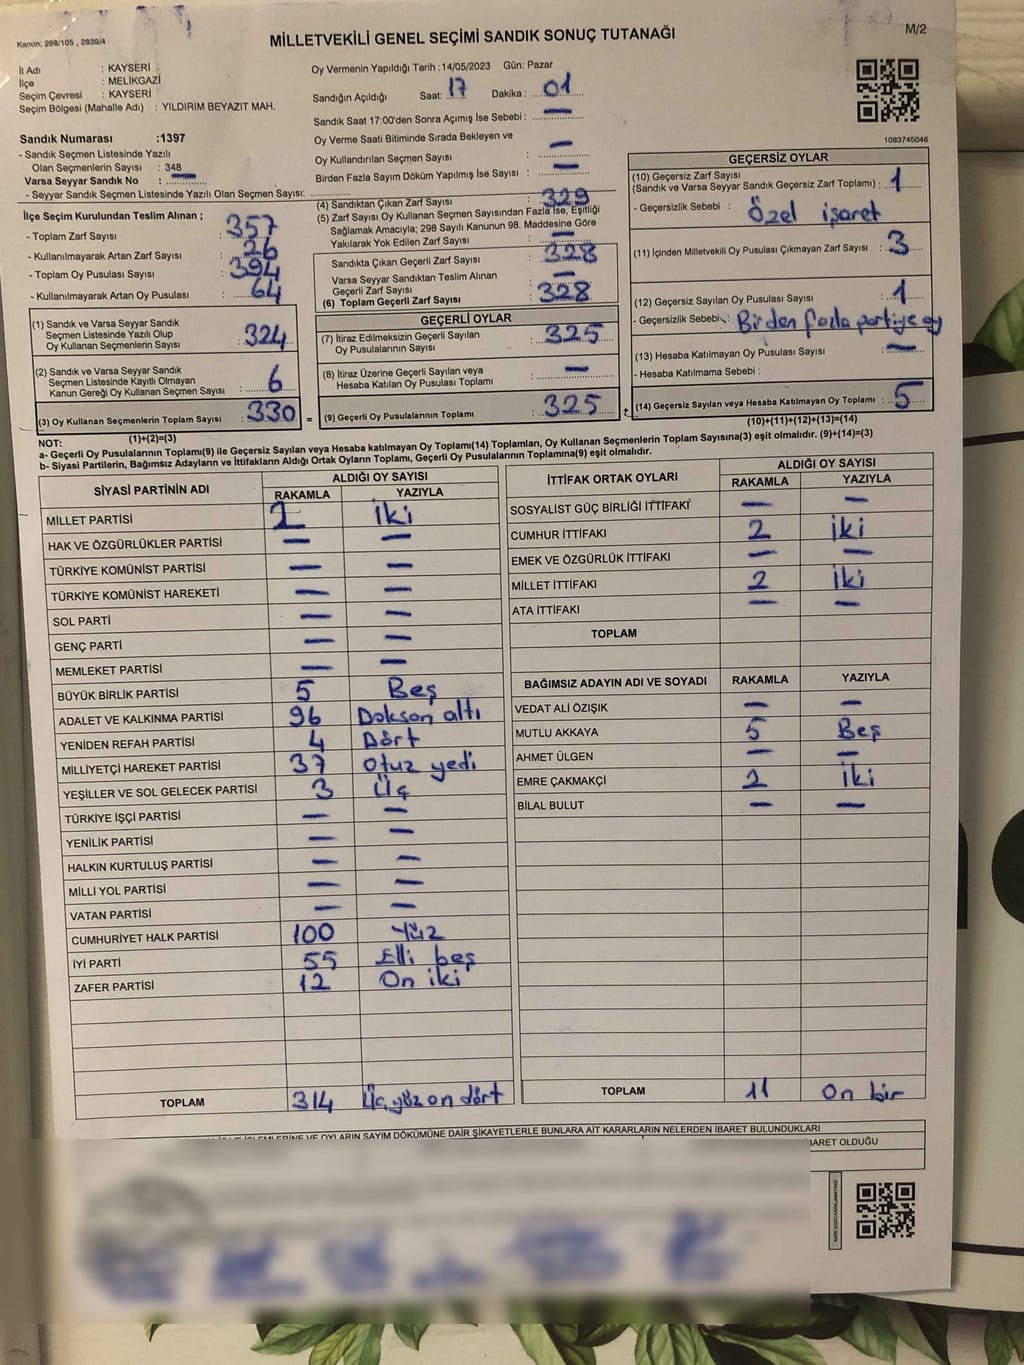 Kanun; 298/105 , 2839/4
MİLLETVEKİLİ GENEL SEÇİMİ SANDIK SONUÇ TUTANAĞI
M/2
İl Adı : KAYSERİ
İlçe : MELİKGAZİ
Seçim Çevresi : KAYSERİ
Seçim Bölgesi (Mahalle Adı) : YILDIRIM BEYAZIT MAH.
Sandık Numarası :1397
- Sandık Seçmen Listesinde Yazılı
Olan Seçmenlerin Sayısı : 348
Varsa Seyyar Sandık No : —
- Seyyar Sandık Seçmen Listesinde Yazılı Olan Seçmen Sayısı:
Oy Vermenin Yapıldığı Tarih :14/05/2023 Gün: Pazar
Sandığın Açıldığı Saat: 17 Dakika : 01
Sandık Saat 17:00'den Sonra Açımış İse Sebebi : —
Oy Verme Saati Bitiminde Sırada Bekleyen ve
Oy Kullandırılan Seçmen Sayısı : —
Birden Fazla Sayım Döküm Yapılmış İse Sayısı : —
1083745046
İlçe Seçim Kurulundan Teslim Alınan ;
- Toplam Zarf Sayısı : 357
- Kullanılmayarak Artan Zarf Sayısı : 26
- Toplam Oy Pusulası Sayısı : 394
- Kullanılmayarak Artan Oy Pusulası : 64
(1) Sandık ve Varsa Seyyar Sandık
Seçmen Listesinde Yazılı Olup
Oy Kullanan Seçmenlerin Sayısı : 324
(2) Sandık ve Varsa Seyyar Sandık
Seçmen Listesinde Kayıtlı Olmayan
Kanun Gereği Oy Kullanan Seçmen Sayısı : 6
(3) Oy Kullanan Seçmenlerin Toplam Sayısı : 330 =
(1)+(2)=(3)
(4) Sandıktan Çıkan Zarf Sayısı : 329
(5) Zarf Sayısı Oy Kullanan Seçmen Sayısından Fazla İse, Eşitliği
Sağlamak Amacıyla; 298 Sayılı Kanunun 98. Maddesine Göre
Yakılarak Yok Edilen Zarf Sayısı : —
Sandıkta Çıkan Geçerli Zarf Sayısı : 328
Varsa Seyyar Sandıktan Teslim Alınan
Geçerli Zarf Sayısı : —
(6) Toplam Geçerli Zarf Sayısı : 328
GEÇERLİ OYLAR
(7) İtiraz Edilmeksizin Geçerli Sayılan
Oy Pusulalarının Sayısı : 325
(8) İtiraz Üzerine Geçerli Sayılan veya
Hesaba Katılan Oy Pusulası Toplamı : —
(9) Geçerli Oy Pusulalarının Toplamı : 325 +
GEÇERSİZ OYLAR
(10) Geçersiz Zarf Sayısı
(Sandık ve Varsa Seyyar Sandık Geçersiz Zarf Toplamı) : 1
- Geçersizlik Sebebi : Özel işaret
(11) İçinden Milletvekili Oy Pusulası Çıkmayan Zarf Sayısı : 3
(12) Geçersiz Sayılan Oy Pusulası Sayısı : 1
- Geçersizlik Sebebi : Birden fazla partiye oy
(13) Hesaba Katılmayan Oy Pusulası Sayısı : —
- Hesaba Katılmama Sebebi :
(14) Geçersiz Sayılan veya Hesaba Katılmayan Oy Toplamı : 5
(10)+(11)+(12)+(13)=(14)
NOT:
a- Geçerli Oy Pusulalarının Toplamı(9) ile Geçersiz Sayılan veya Hesaba katılmayan Oy Toplamı(14) Toplamları, Oy Kullanan Seçmenlerin Toplam Sayısına(3) eşit olmalıdır. (9)+(14)=(3)
b- Siyasi Partilerin, Bağımsız Adayların ve İttifakların Aldığı Ortak Oyların Toplamı, Geçerli Oy Pusulalarının Toplamına(9) eşit olmalıdır.
SİYASİ PARTİNİN ADI ALDIĞI OY SAYISI
RAKAMLA YAZIYLA
MİLLET PARTİSİ 2 İki
HAK VE ÖZGÜRLÜKLER PARTİSİ — —
TÜRKİYE KOMÜNİST PARTİSİ — —
TÜRKİYE KOMÜNİST HAREKETİ — —
SOL PARTİ — —
GENÇ PARTİ — —
MEMLEKET PARTİSİ — —
BÜYÜK BİRLİK PARTİSİ 5 Beş
ADALET VE KALKINMA PARTİSİ 96 Doksan altı
YENİDEN REFAH PARTİSİ 4 Dört
MİLLİYETÇİ HAREKET PARTİSİ 37 Otuz yedi
YEŞİLLER VE SOL GELECEK PARTİSİ 3 Üç
TÜRKİYE İŞÇİ PARTİSİ — —
YENİLİK PARTİSİ — —
HALKIN KURTULUŞ PARTİSİ — —
MİLLİ YOL PARTİSİ — —
VATAN PARTİSİ — —
CUMHURİYET HALK PARTİSİ 100 Yüz
İYİ PARTİ 55 Elli beş
ZAFER PARTİSİ 12 On iki
TOPLAM 314 Üçyüz on dört
İTTİFAK ORTAK OYLARI ALDIĞI OY SAYISI
RAKAMLA YAZIYLA
SOSYALİST GÜÇ BİRLİĞİ İTTİFAKI — —
CUMHUR İTTİFAKI 2 İki
EMEK VE ÖZGÜRLÜK İTTİFAKI — —
MİLLET İTTİFAKI 2 İki
ATA İTTİFAKI — —
TOPLAM
BAĞIMSIZ ADAYIN ADI VE SOYADI RAKAMLA YAZIYLA
VEDAT ALİ ÖZIŞIK — —
MUTLU AKKAYA 5 Beş
AHMET ÜLGEN — —
EMRE ÇAKMAKÇİ 2 İki
BİLAL BULUT — —
TOPLAM 11 On bir
İŞLEMLERİNE VE OYLARIN SAYIM DÖKÜMÜNE DAİR ŞİKAYETLERLE BUNLARA AİT KARARLARIN NELERDEN İBARET BULUNDUKLARI
İBARET OLDUĞU